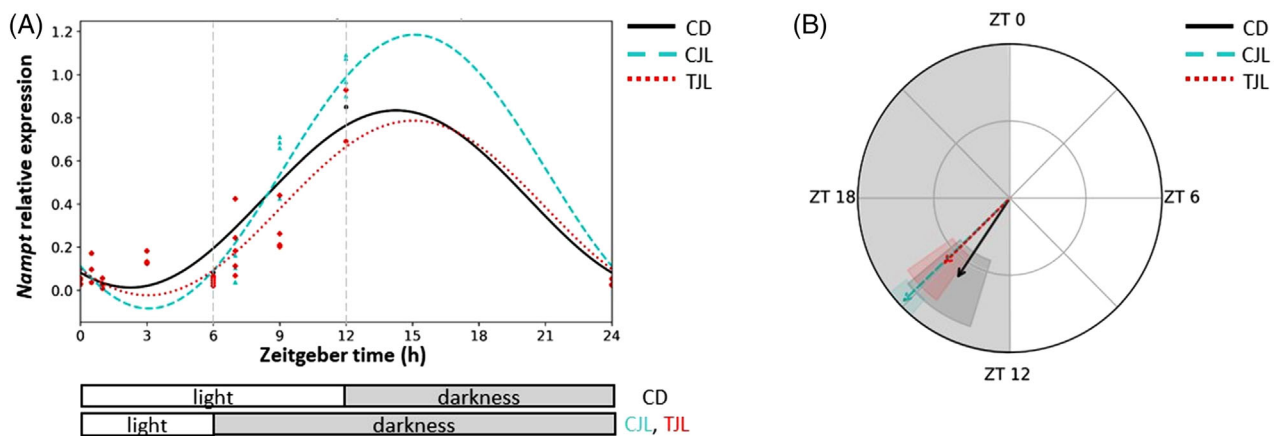 (A)
Nampt relative expression
1.2
1.0
0.8
0.6
0.4
0.2
0.0
0 3 6 9 12 15 18 21 24
Zeitgeber time (h)
CD
CJL
TJL
light darkness CD
light darkness CJL, TJL
(B)
ZT 0
ZT 6
ZT 12
ZT 18
CD
CJL
TJL